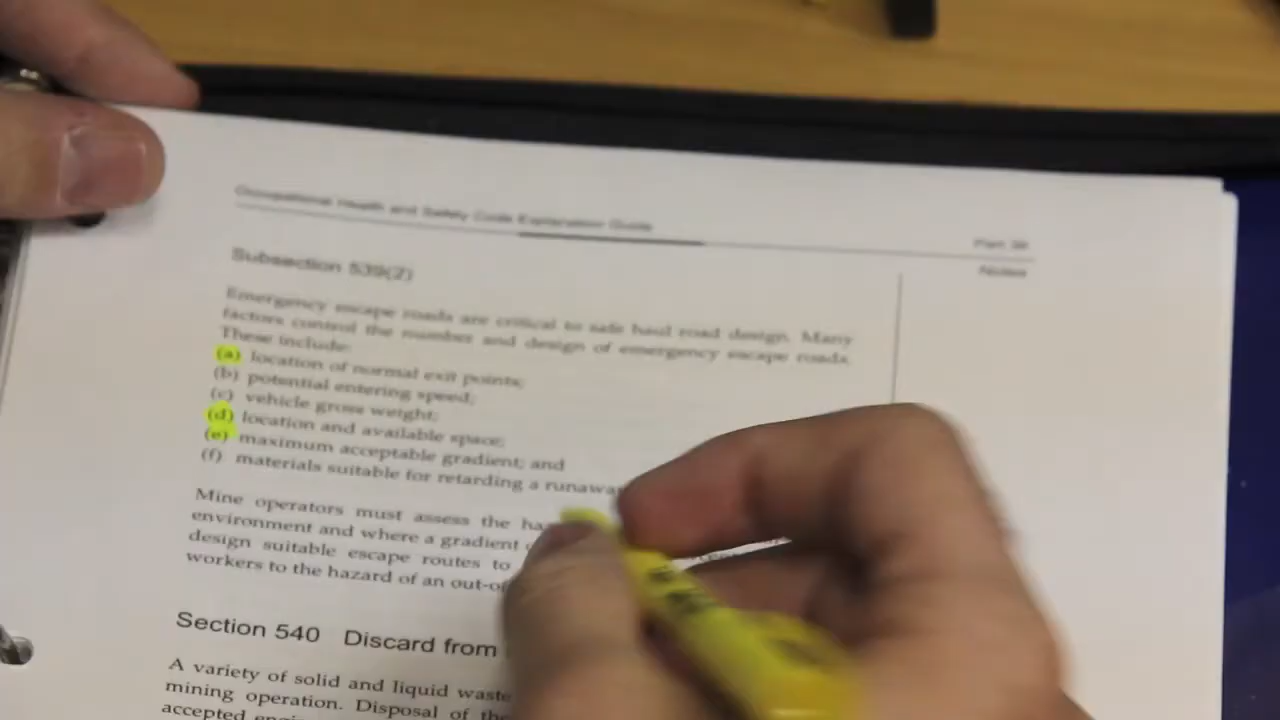 Occupational Health and Safety Code Explanation Guide
Part 36
Notes
Subsection 539(2)
Emergency escape roads are critical to safe haul road design. Many
factors control the number and design of emergency escape roads.
These include:
(a) location of normal exit points;
(b) potential entering speed;
(c) vehicle gross weight;
(d) location and available space;
(e) maximum acceptable gradient; and
(f) materials suitable for retarding a runaway
Mine operators must assess the
environment and where a gradient
design suitable escape routes to
workers to the hazard of an out-of
Section 540 Discard from
A variety of solid and liquid waste
mining operation. Disposal of the
accepted